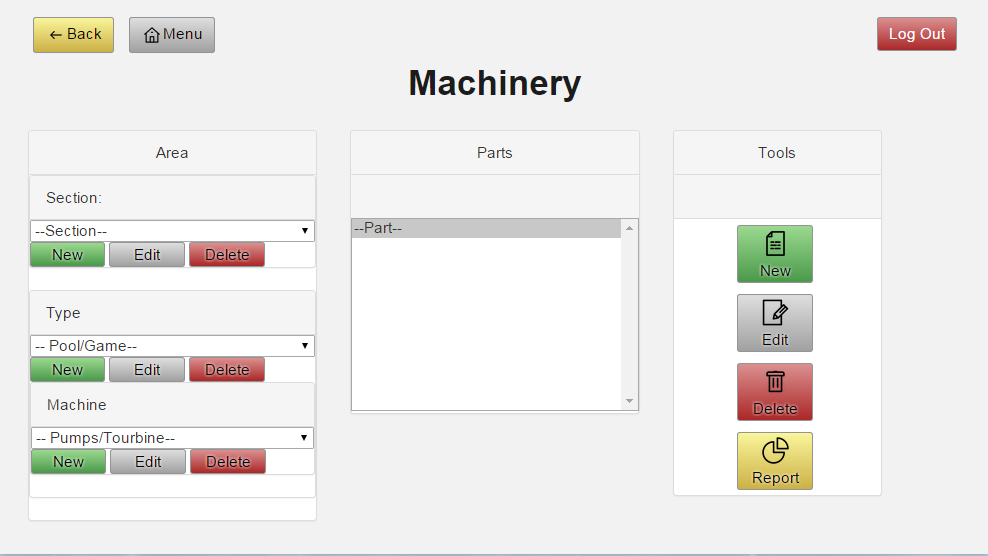 Back
Menu
Log Out
Machinery
Area
Section:
--Section--
New Edit Delete
Type
-- Pool/Game--
New Edit Delete
Machine
-- Pumps/Tourbine--
New Edit Delete
Parts
--Part--
Tools
New
Edit
Delete
Report